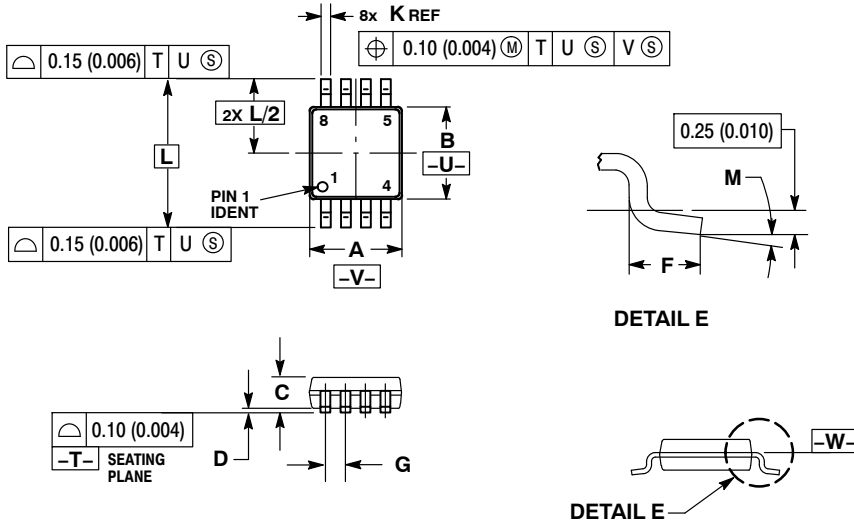 8x K REF
⌖ 0.10 (0.004) Ⓜ T U Ⓢ V Ⓢ
⌓ 0.15 (0.006) T U Ⓢ
2X L/2
8 5
B
–U–
L
PIN 1
IDENT
1 4
⌓ 0.15 (0.006) T U Ⓢ
A
–V–
0.25 (0.010)
M
F
DETAIL E
C
⌓ 0.10 (0.004)
–T– SEATING
PLANE
D
G
–W–
DETAIL E